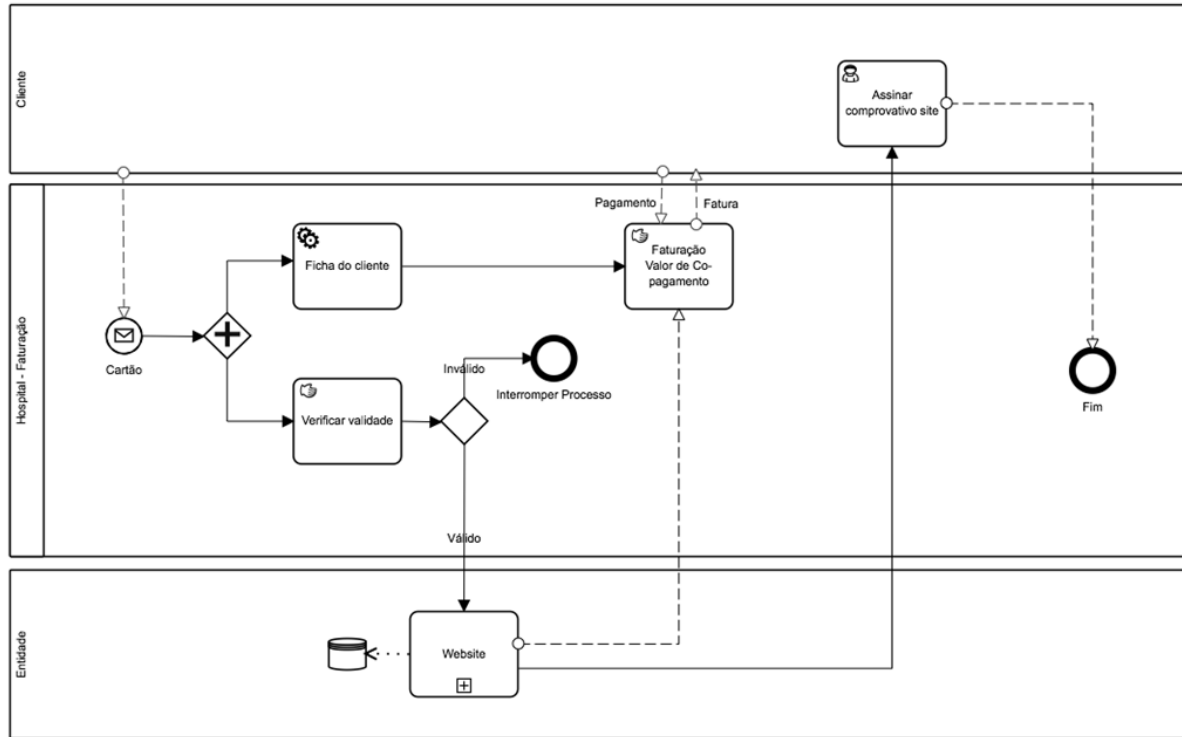 Cliente
Assinar
comprovativo site
Hospital - Faturação
Pagamento
Fatura
Ficha do cliente
Faturação
Valor de Co-
pagamento
Cartão
Inválido
Interromper Processo
Verificar validade
Fim
Válido
Entidade
Website